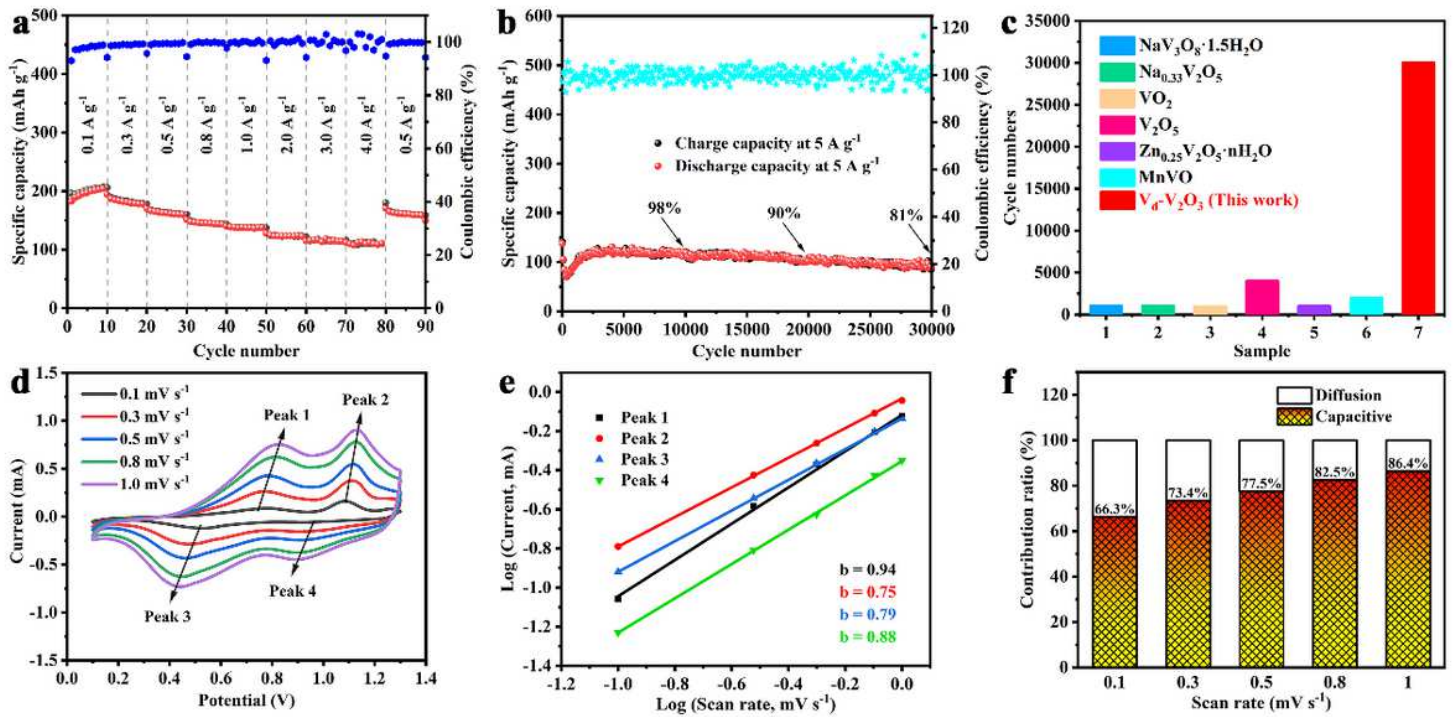 a
500
400
300
200
100
0
Specific capacity (mAh g⁻¹)
0.1 A g⁻¹
0.3 A g⁻¹
0.5 A g⁻¹
0.8 A g⁻¹
1.0 A g⁻¹
2.0 A g⁻¹
3.0 A g⁻¹
4.0 A g⁻¹
0.5 A g⁻¹
100
80
60
40
20
0
Coulombic efficiency (%)
0 10 20 30 40 50 60 70 80 90
Cycle number
b
600
500
400
300
200
100
0
Specific capacity (mAh g⁻¹)
Charge capacity at 5 A g⁻¹
Discharge capacity at 5 A g⁻¹
98%
90%
81%
120
100
80
60
40
20
0
Coulombic efficiency (%)
0 5000 10000 15000 20000 25000 30000
Cycle number
c
35000
30000
25000
20000
15000
10000
5000
0
Cycle numbers
NaV₃O₈·1.5H₂O
Na₀.₃₃V₂O₅
VO₂
V₂O₅
Zn₀.₂₅V₂O₅·nH₂O
MnVO
V_d-V₂O₃ (This work)
1 2 3 4 5 6 7
Sample
d
1.5
1.0
0.5
0.0
-0.5
-1.0
-1.5
Current (mA)
0.1 mV s⁻¹
0.3 mV s⁻¹
0.5 mV s⁻¹
0.8 mV s⁻¹
1.0 mV s⁻¹
Peak 1
Peak 2
Peak 3
Peak 4
0.0 0.2 0.4 0.6 0.8 1.0 1.2 1.4
Potential (V)
e
0.0
-0.2
-0.4
-0.6
-0.8
-1.0
-1.2
-1.4
Log (Current, mA)
Peak 1
Peak 2
Peak 3
Peak 4
b = 0.94
b = 0.75
b = 0.79
b = 0.88
-1.2 -1.0 -0.8 -0.6 -0.4 -0.2 0.0
Log (Scan rate, mV s⁻¹)
f
120
100
80
60
40
20
0
Contribution ratio (%)
Diffusion
Capacitive
66.3%
73.4%
77.5%
82.5%
86.4%
0.1 0.3 0.5 0.8 1
Scan rate (mV s⁻¹)